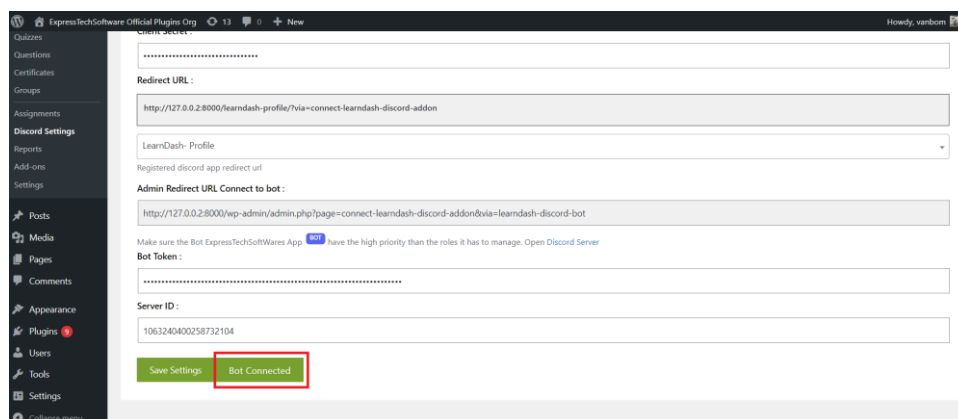 ExpressTechSoftware Official Plugins Org 13 0 + New Howdy, vanbom
Quizzes
Questions
Certificates
Groups
Assignments
Discord Settings
Reports
Add-ons
Settings
Posts
Media
Pages
Comments
Appearance
Plugins 9
Users
Tools
Settings
Collapse menu
Client Secret :
••••••••••••••••••••••••••••••••
Redirect URL :
http://127.0.0.2:8000/learndash-profile/?via=connect-learndash-discord-addon
LearnDash- Profile
Registered discord app redirect url
Admin Redirect URL Connect to bot :
http://127.0.0.2:8000/wp-admin/admin.php?page=connect-learndash-discord-addon&via=learndash-discord-bot
Make sure the Bot ExpressTechSoftWares App BOT have the high priority than the roles it has to manage. Open Discord Server
Bot Token :
••••••••••••••••••••••••••••••••••••••••••••••••••••••••••••••••••••••••
Server ID :
1063240400258732104
Save Settings Bot Connected